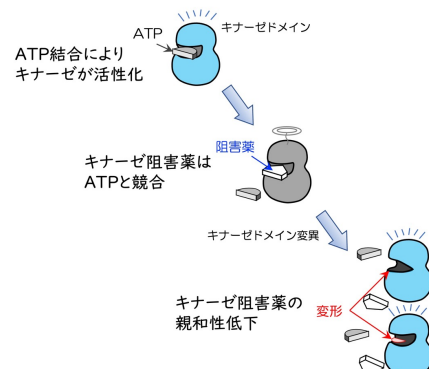 ATP
キナーゼドメイン
ATP結合により
キナーゼが活性化
阻害薬
キナーゼ阻害薬は
ATPと競合
キナーゼドメイン変異
キナーゼ阻害薬の
親和性低下
変形